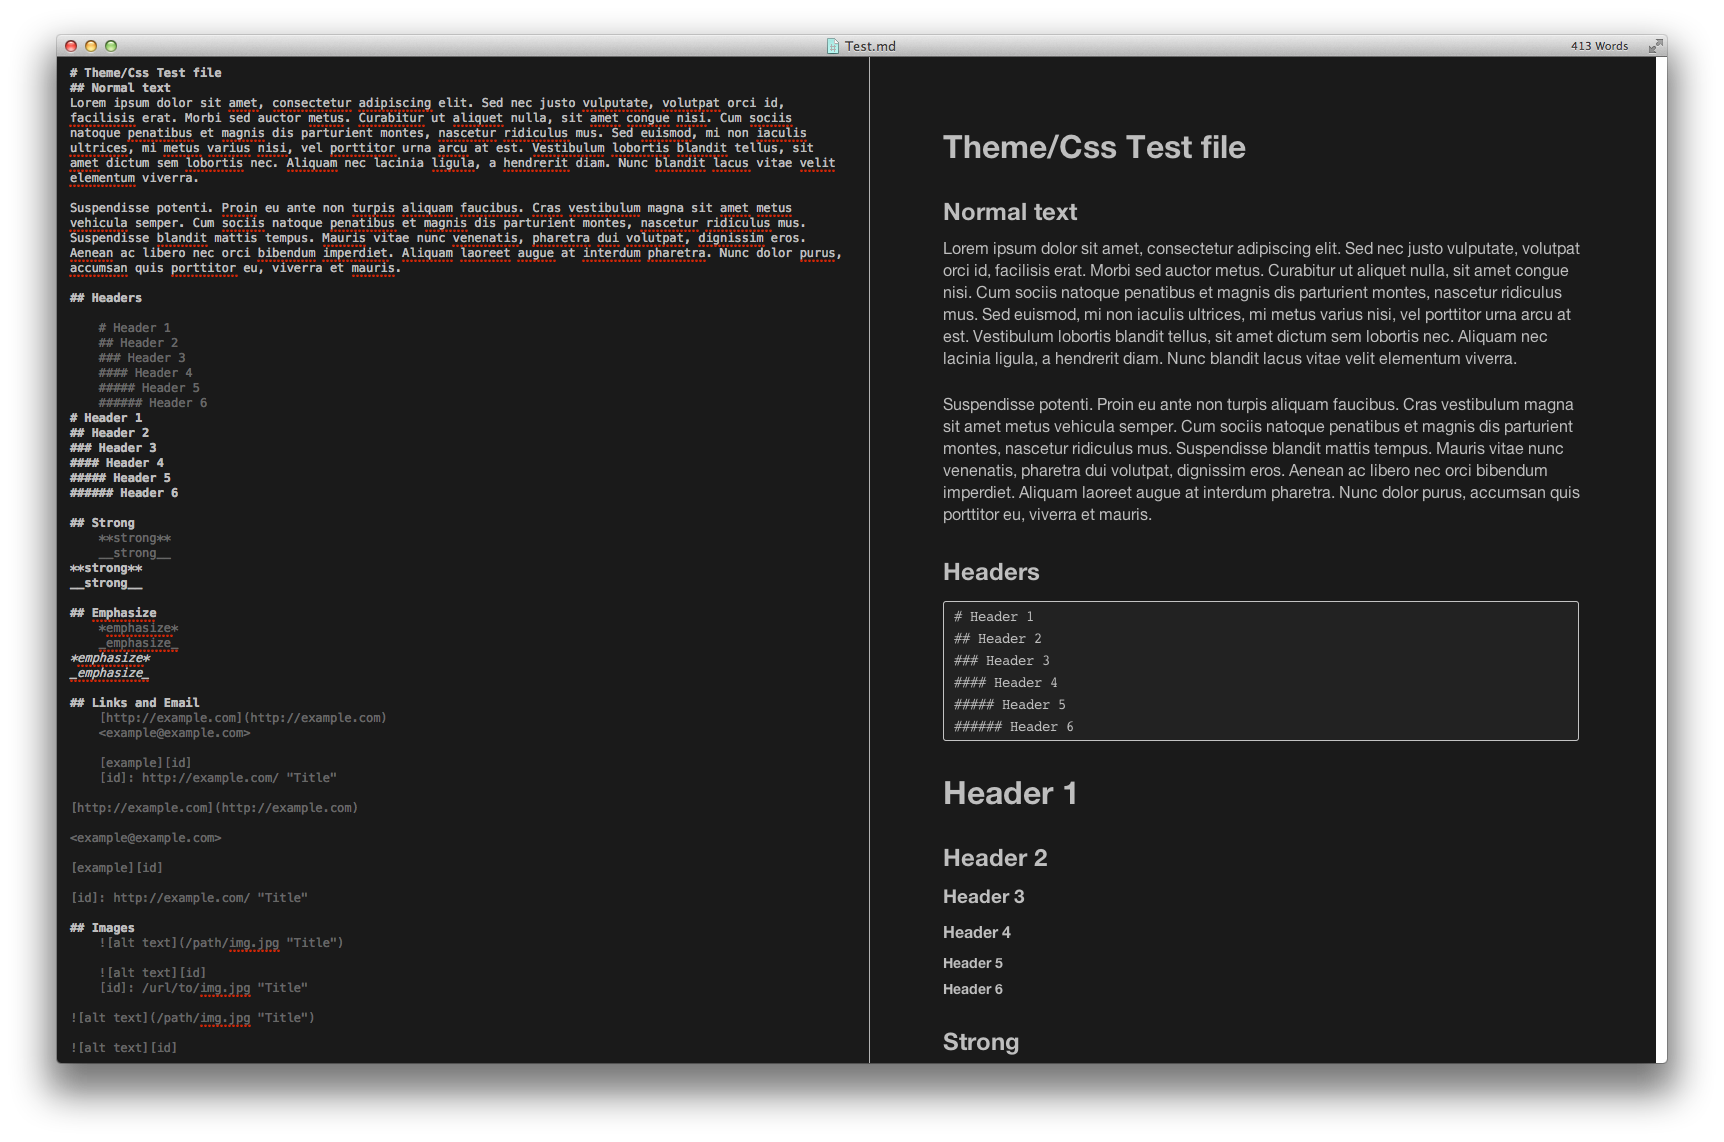 Test.md
413 Words
# Theme/Css Test file
## Normal text
Lorem ipsum dolor sit amet, consectetur adipiscing elit. Sed nec justo vulputate, volutpat orci id,
facilisis erat. Morbi sed auctor metus. Curabitur ut aliquet nulla, sit amet congue nisi. Cum sociis
natoque penatibus et magnis dis parturient montes, nascetur ridiculus mus. Sed euismod, mi non iaculis
ultrices, mi metus varius nisi, vel porttitor urna arcu at est. Vestibulum lobortis blandit tellus, sit
amet dictum sem lobortis nec. Aliquam nec lacinia ligula, a hendrerit diam. Nunc blandit lacus vitae velit
elementum viverra.
Suspendisse potenti. Proin eu ante non turpis aliquam faucibus. Cras vestibulum magna sit amet metus
vehicula semper. Cum sociis natoque penatibus et magnis dis parturient montes, nascetur ridiculus mus.
Suspendisse blandit mattis tempus. Mauris vitae nunc venenatis, pharetra dui volutpat, dignissim eros.
Aenean ac libero nec orci bibendum imperdiet. Aliquam laoreet augue at interdum pharetra. Nunc dolor purus,
accumsan quis porttitor eu, viverra et mauris.
## Headers
# Header 1
## Header 2
### Header 3
#### Header 4
##### Header 5
###### Header 6
# Header 1
## Header 2
### Header 3
#### Header 4
##### Header 5
###### Header 6
## Strong
**strong**
__strong__
**strong**
__strong__
## Emphasize
*emphasize*
_emphasize_
*emphasize*
_emphasize_
## Links and Email
[http://example.com](http://example.com)
<example@example.com>
[example][id]
[id]: http://example.com/ "Title"
[http://example.com](http://example.com)
<example@example.com>
[example][id]
[id]: http://example.com/ "Title"
## Images
![alt text](/path/img.jpg "Title")
![alt text][id]
[id]: /url/to/img.jpg "Title"
![alt text](/path/img.jpg "Title")
![alt text][id]
Theme/Css Test file
Normal text
Lorem ipsum dolor sit amet, consectetur adipiscing elit. Sed nec justo vulputate, volutpat
orci id, facilisis erat. Morbi sed auctor metus. Curabitur ut aliquet nulla, sit amet congue
nisi. Cum sociis natoque penatibus et magnis dis parturient montes, nascetur ridiculus
mus. Sed euismod, mi non iaculis ultrices, mi metus varius nisi, vel porttitor urna arcu at
est. Vestibulum lobortis blandit tellus, sit amet dictum sem lobortis nec. Aliquam nec
lacinia ligula, a hendrerit diam. Nunc blandit lacus vitae velit elementum viverra.
Suspendisse potenti. Proin eu ante non turpis aliquam faucibus. Cras vestibulum magna
sit amet metus vehicula semper. Cum sociis natoque penatibus et magnis dis parturient
montes, nascetur ridiculus mus. Suspendisse blandit mattis tempus. Mauris vitae nunc
venenatis, pharetra dui volutpat, dignissim eros. Aenean ac libero nec orci bibendum
imperdiet. Aliquam laoreet augue at interdum pharetra. Nunc dolor purus, accumsan quis
porttitor eu, viverra et mauris.
Headers
# Header 1
## Header 2
### Header 3
#### Header 4
##### Header 5
###### Header 6
Header 1
Header 2
Header 3
Header 4
Header 5
Header 6
Strong